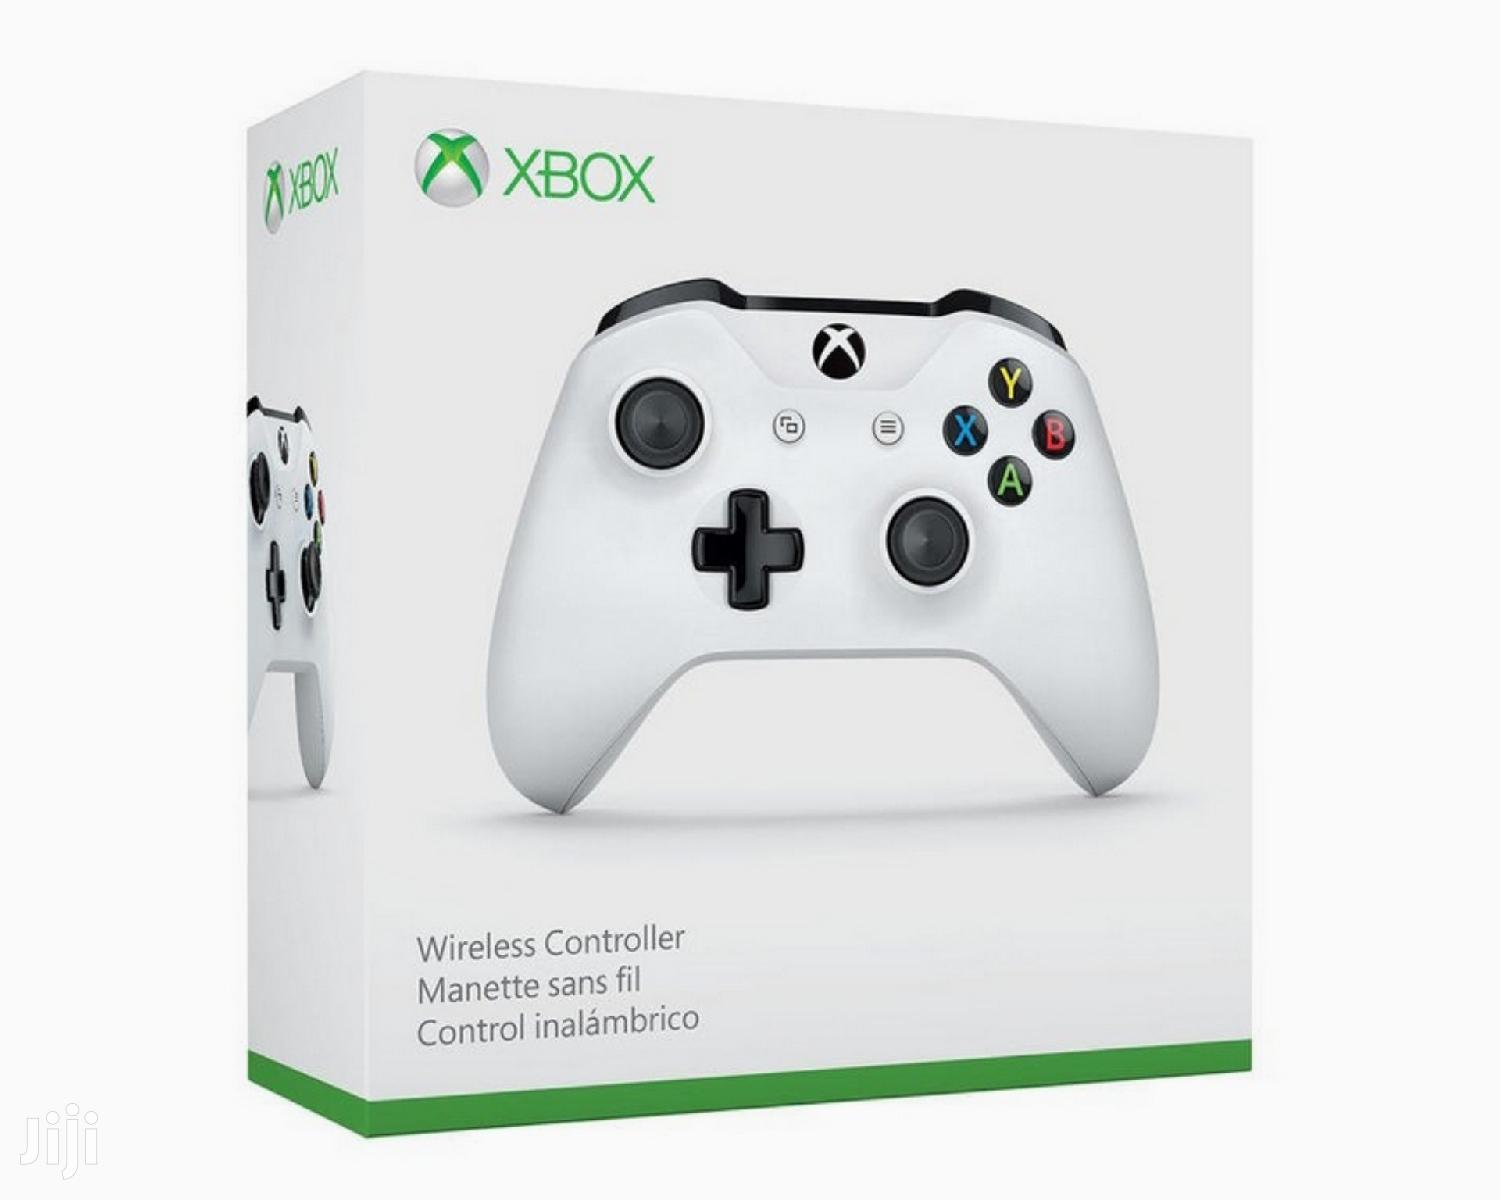 XBOX
XBOX
Y
X
B
A
Wireless Controller
Manette sans fil
Control inalámbrico
Jiji